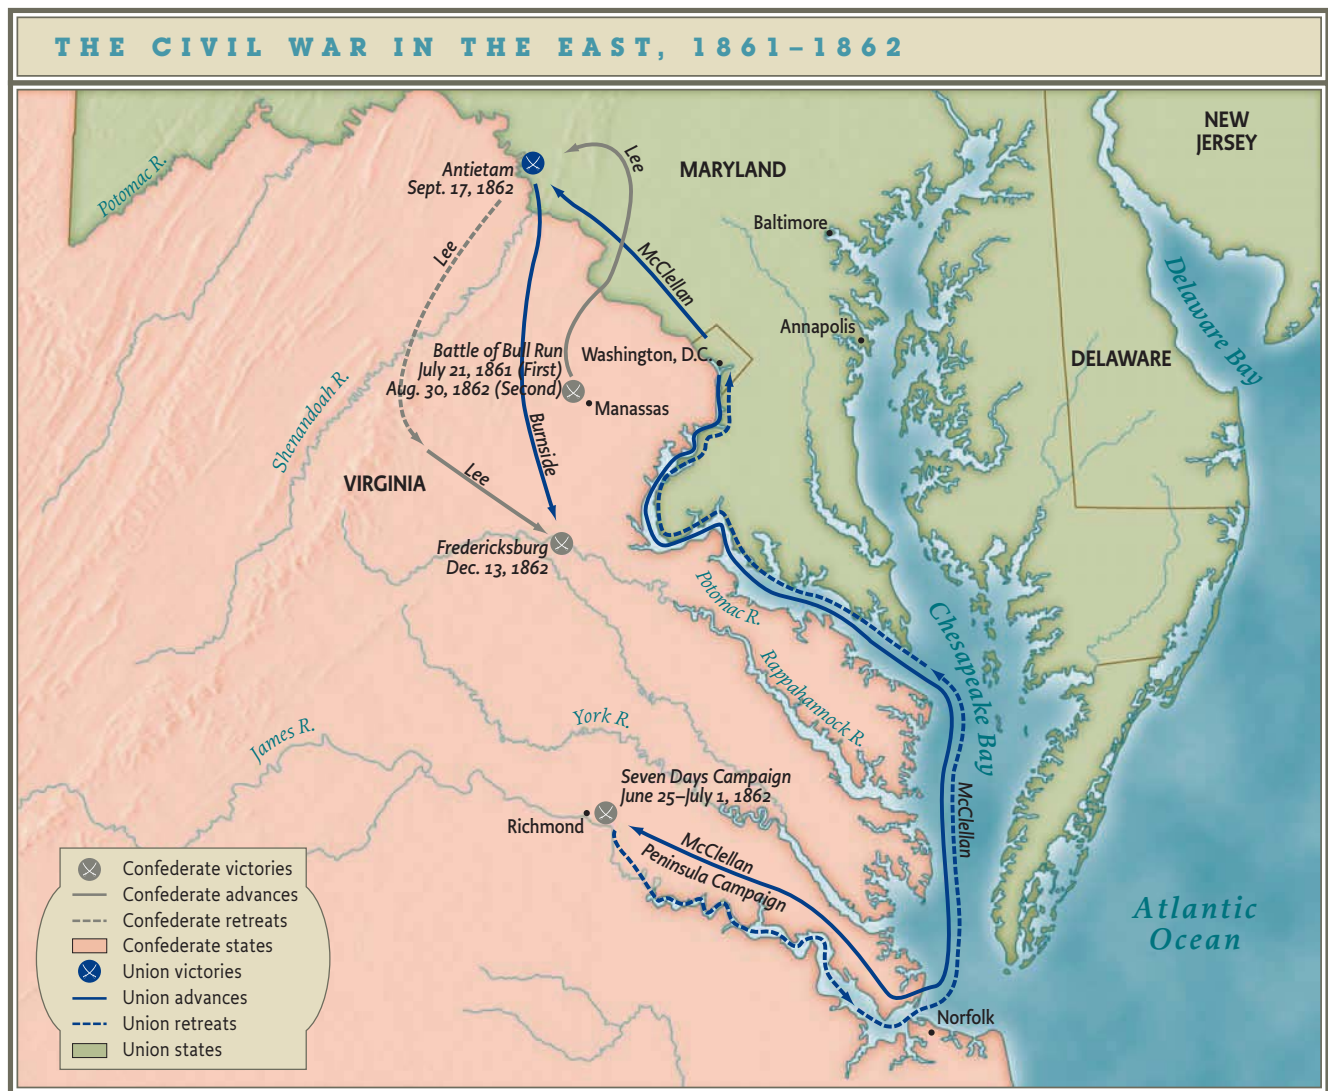 THE CIVIL WAR IN THE EAST, 1861–1862
NEW
JERSEY
Potomac R.
Antietam
Sept. 17, 1862
Lee
MARYLAND
Baltimore
Lee
McClellan
Delaware Bay
Annapolis
DELAWARE
Battle of Bull Run
July 21, 1861 (First)
Aug. 30, 1862 (Second)
Washington, D.C.
Manassas
Shenandoah R.
Burnside
Lee
VIRGINIA
Fredericksburg
Dec. 13, 1862
Potomac R.
Chesapeake Bay
Rappahannock R.
York R.
James R.
Seven Days Campaign
June 25–July 1, 1862
Richmond
McClellan
Peninsula Campaign
McClellan
Atlantic
Ocean
Norfolk
Confederate victories
Confederate advances
Confederate retreats
Confederate states
Union victories
Union advances
Union retreats
Union states